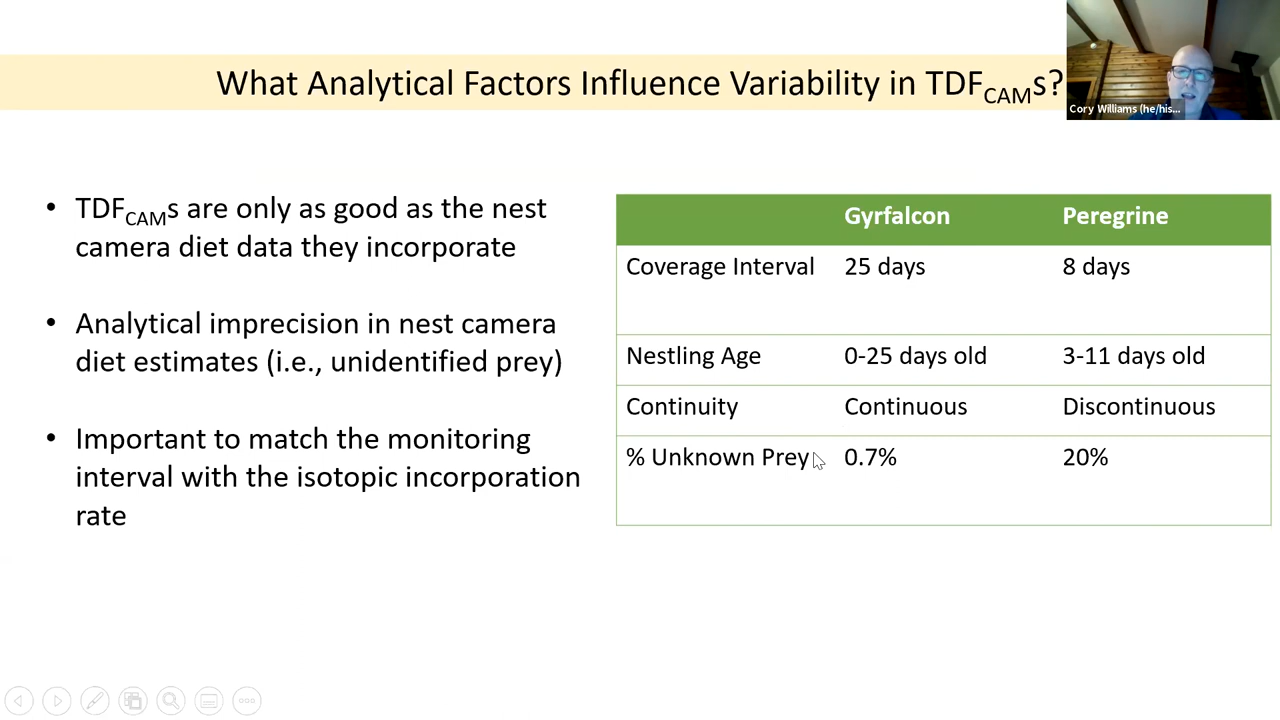 What Analytical Factors Influence Variability in TDFCAMs?
Cory Williams (he/his...
• TDFCAMs are only as good as the nest
camera diet data they incorporate
• Analytical imprecision in nest camera
diet estimates (i.e., unidentified prey)
• Important to match the monitoring
interval with the isotopic incorporation
rate
Gyrfalcon Peregrine
Coverage Interval 25 days 8 days
Nestling Age 0-25 days old 3-11 days old
Continuity Continuous Discontinuous
% Unknown Prey 0.7% 20%